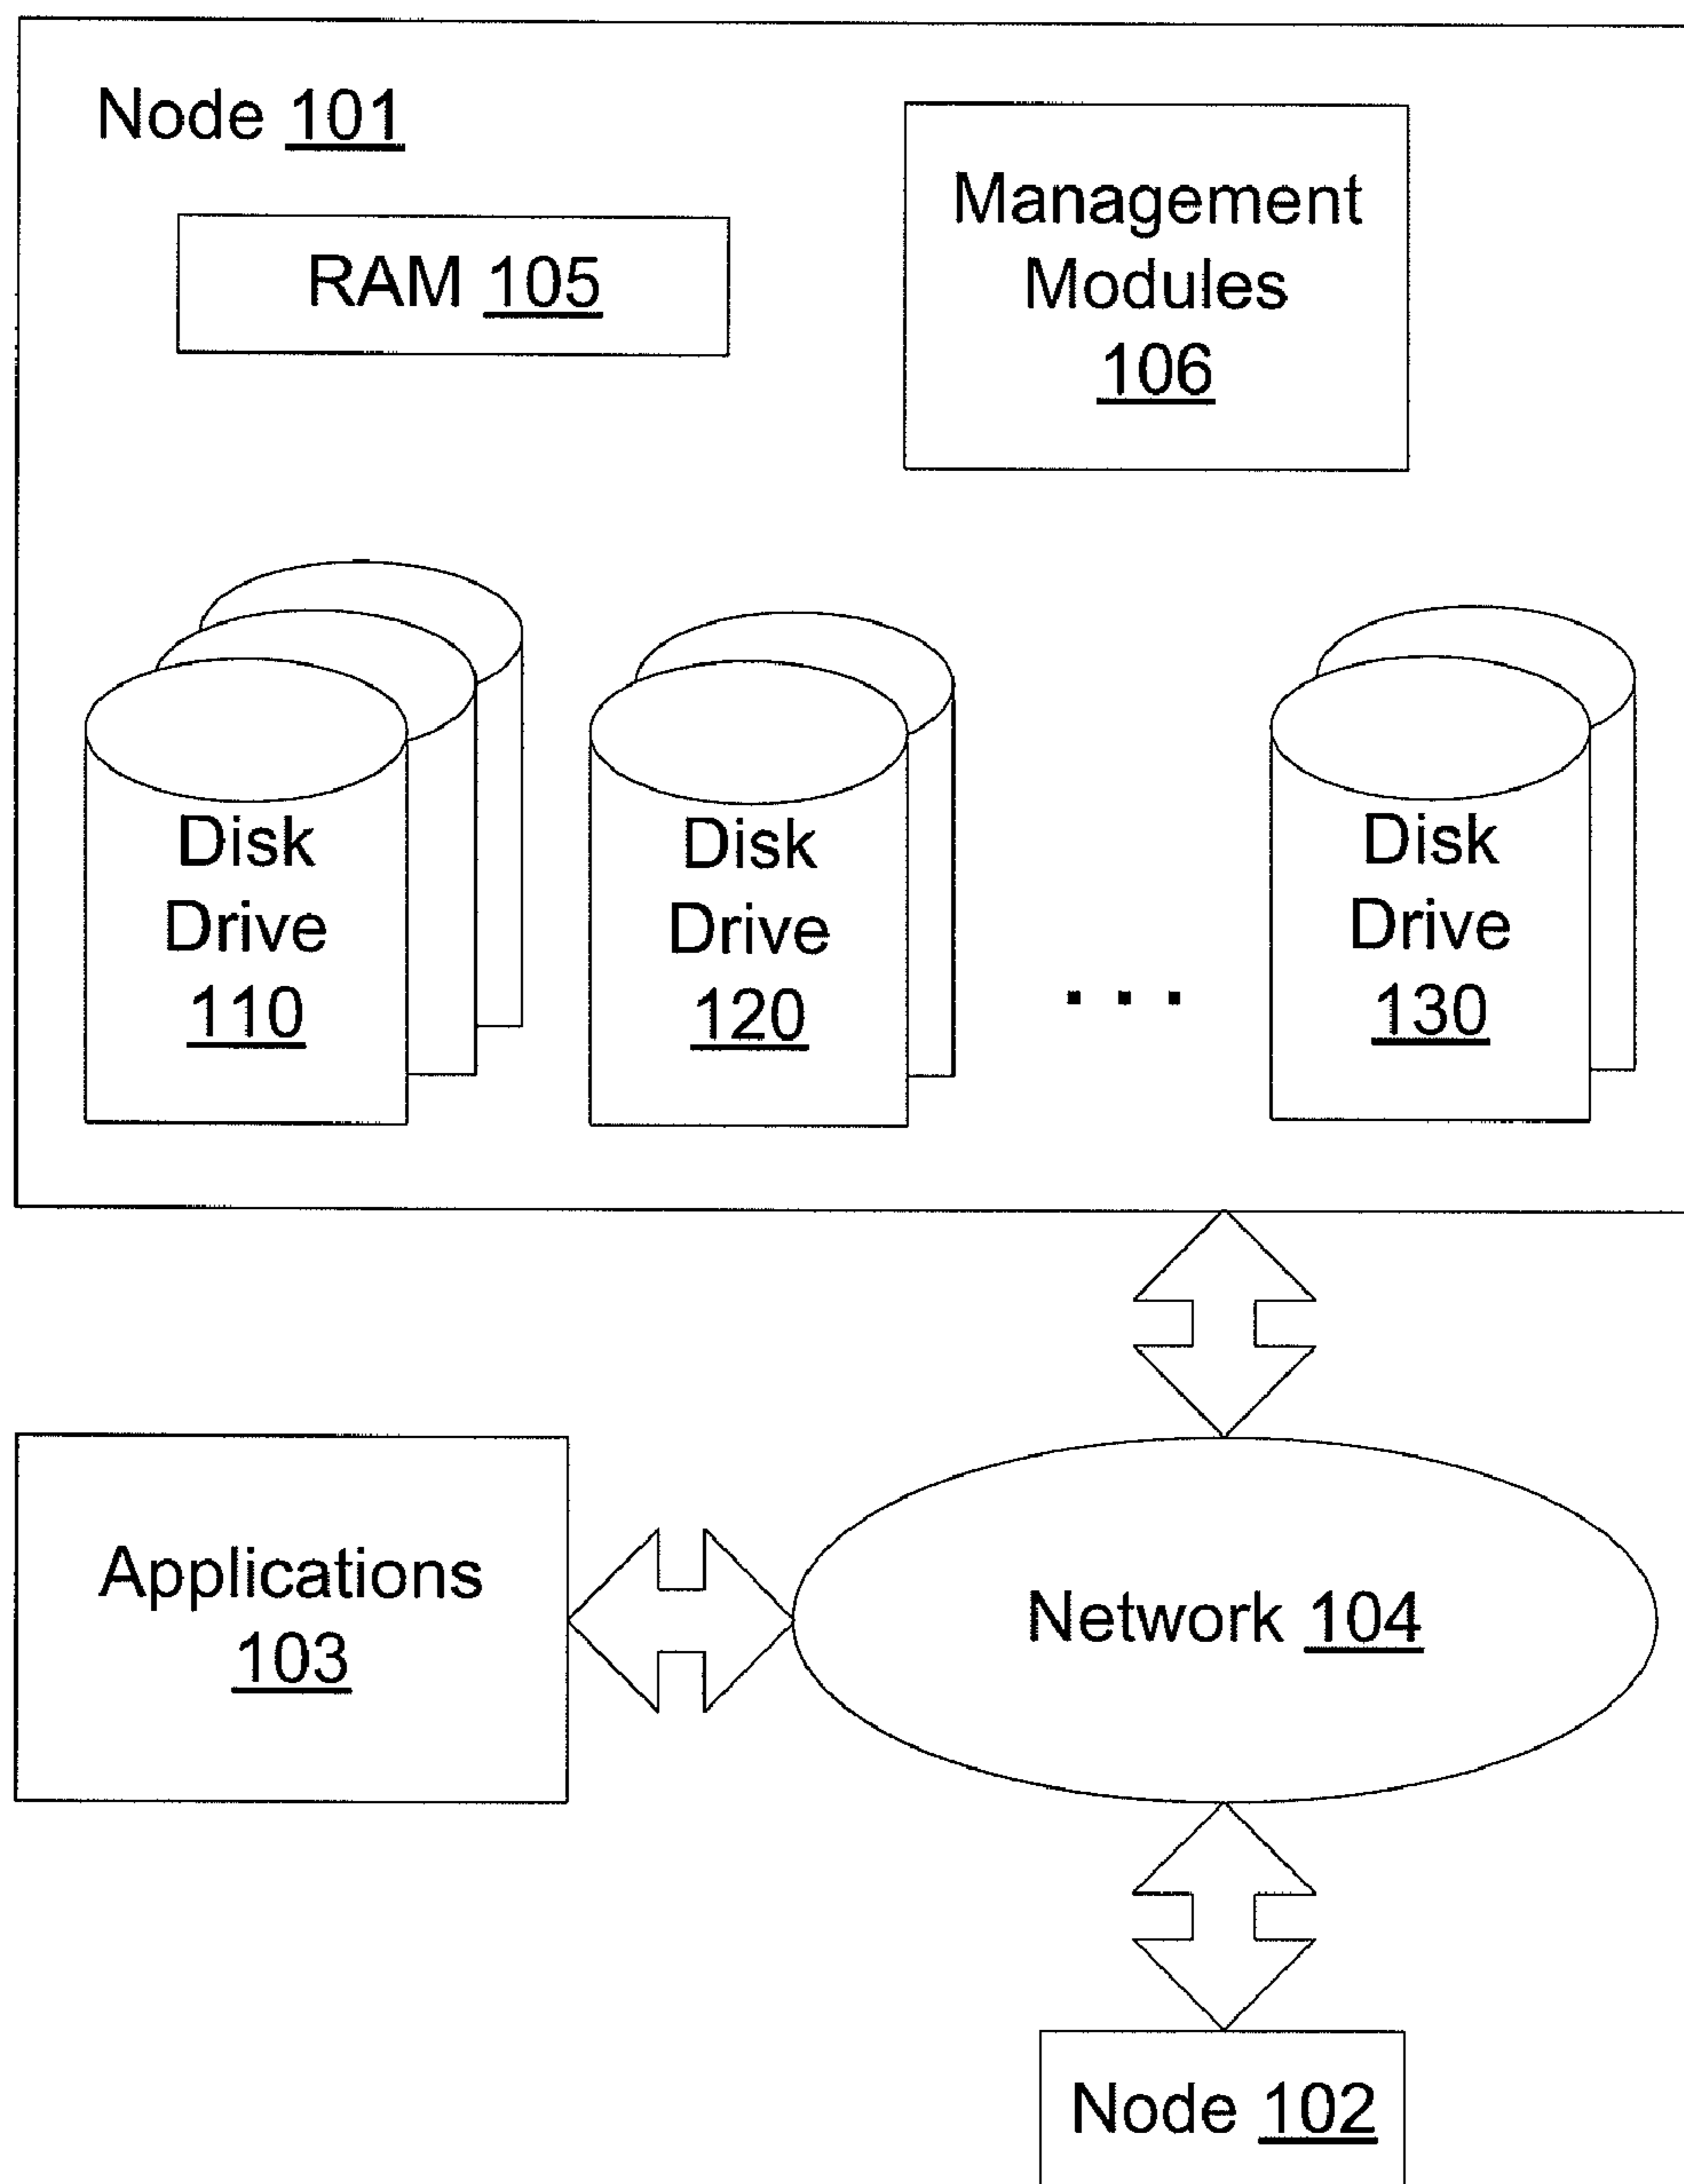 Node 101
RAM 105
Management
Modules
106
Disk
Drive
110
Disk
Drive
120
...
Disk
Drive
130
Applications
103
Network 104
Node 102